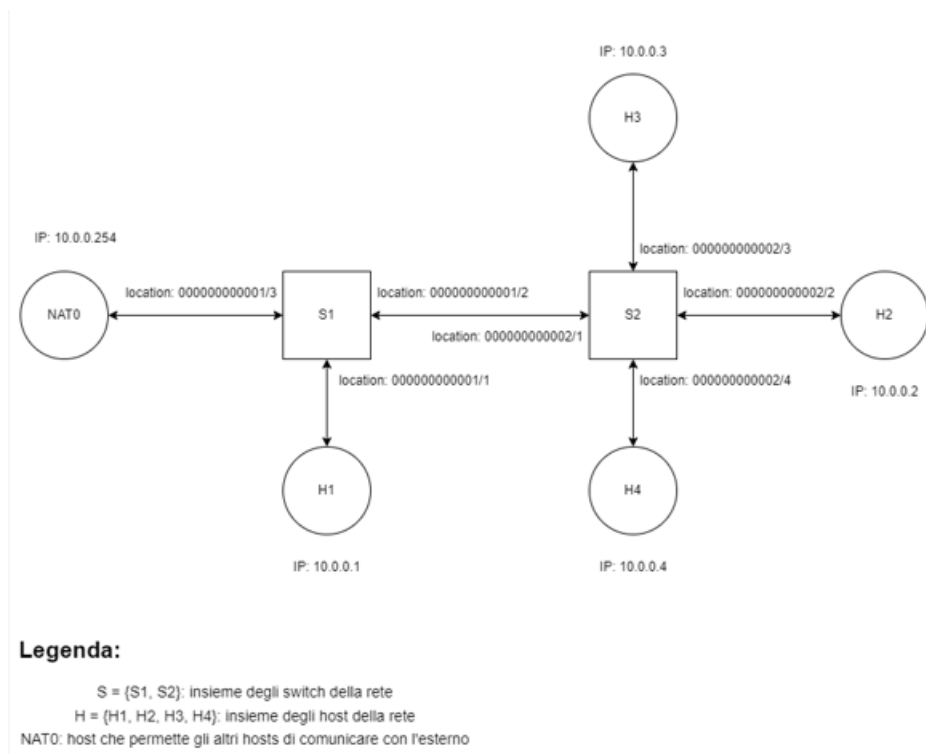 IP: 10.0.0.3
H3
IP: 10.0.0.254
location: 000000000002/3
location: 000000000001/3
location: 000000000001/2
location: 000000000002/2
NAT0
S1
S2
H2
location: 000000000002/1
location: 000000000001/1
location: 000000000002/4
IP: 10.0.0.2
H1
H4
IP: 10.0.0.1
IP: 10.0.0.4
Legenda:
S = {S1, S2}: insieme degli switch della rete
H = {H1, H2, H3, H4}: insieme degli host della rete
NAT0: host che permette gli altri hosts di comunicare con l'esterno